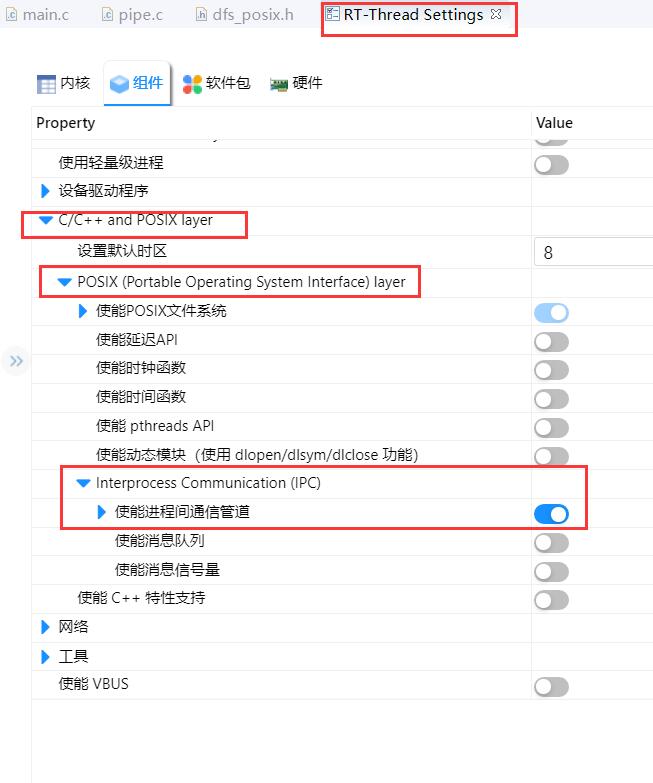 main.c pipe.c dfs_posix.h RT-Thread Settings
内核 组件 软件包 硬件
Property Value
使用轻量级进程
设备驱动程序
C/C++ and POSIX layer
设置默认时区 8
POSIX (Portable Operating System Interface) layer
使能POSIX文件系统
使能延迟API
使能时钟函数
使能时间函数
使能 pthreads API
使能动态模块（使用 dlopen/dlsym/dlclose 功能）
Interprocess Communication (IPC)
使能进程间通信管道
使能消息队列
使能消息信号量
使能 C++ 特性支持
网络
工具
使能 VBUS